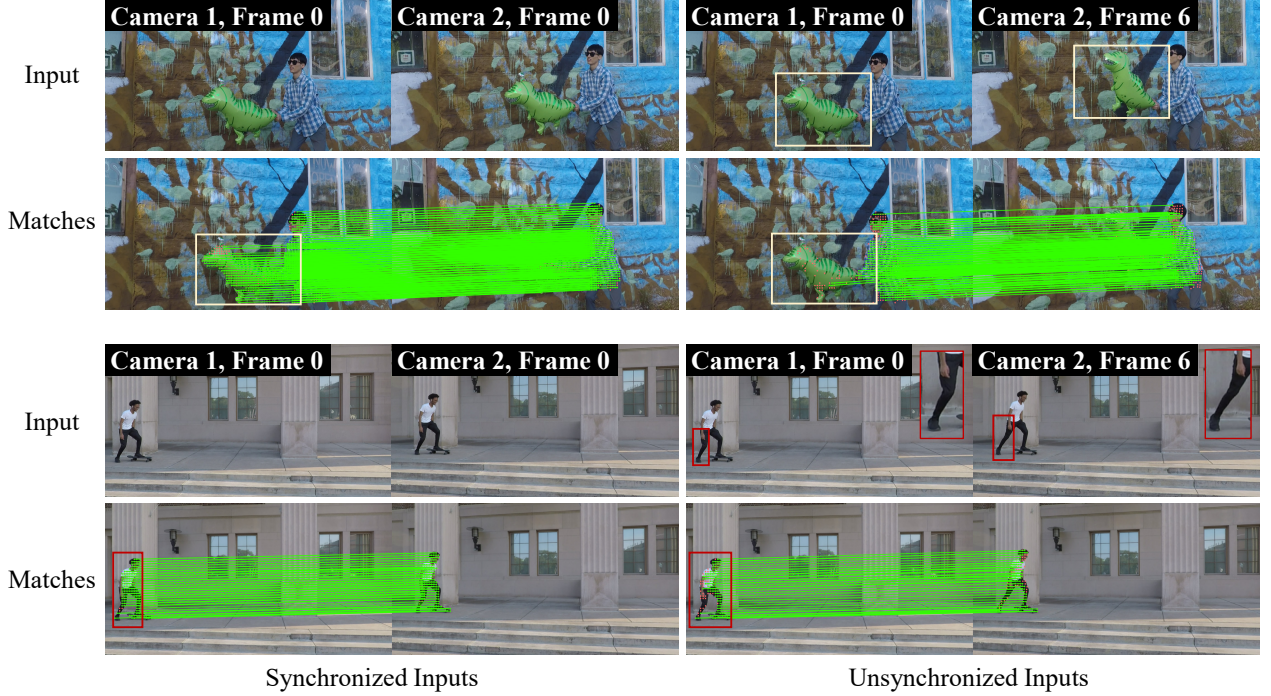 Camera 1, Frame 0
Camera 2, Frame 0
Camera 1, Frame 0
Camera 2, Frame 6
Input
Matches
Camera 1, Frame 0
Camera 2, Frame 0
Camera 1, Frame 0
Camera 2, Frame 6
Input
Matches
Synchronized Inputs
Unsynchronized Inputs